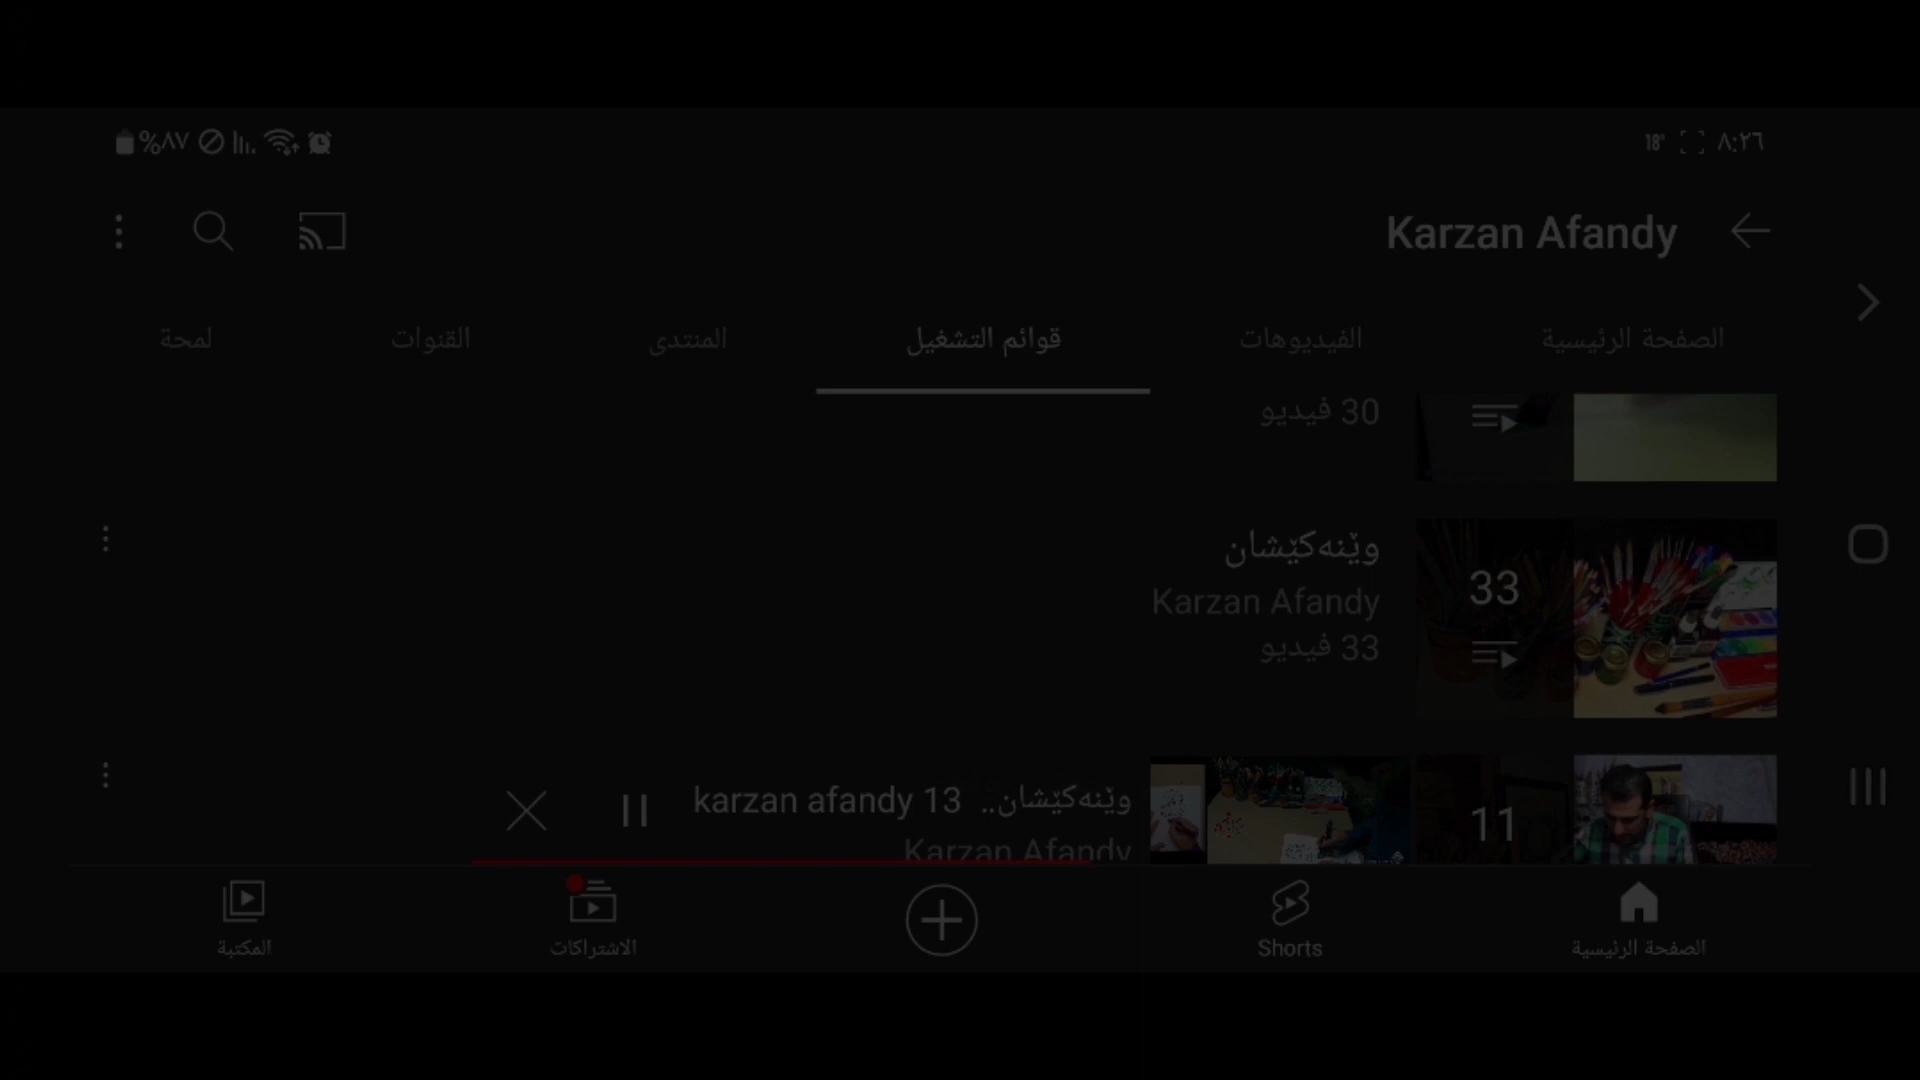 ٨:٢٦ 18°
%٨٧
Karzan Afandy
الصفحة الرئيسية
الفيديوهات
قوائم التشغيل
المنتدى
القنوات
لمحة
30 فيديو
وێنەکێشان
Karzan Afandy
33 فيديو
33
وێنەکێشان.. karzan afandy 13
Karzan Afandy
11
الصفحة الرئيسية
Shorts
الاشتراكات
المكتبة